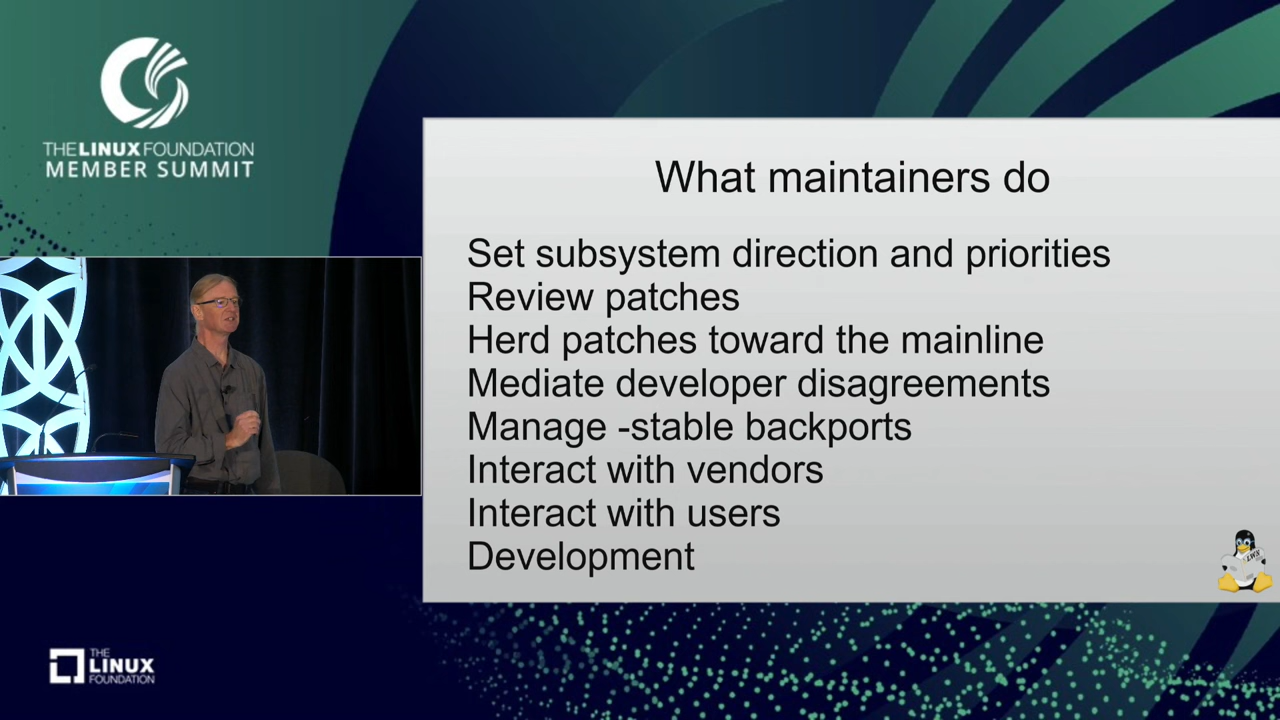 THE LINUX FOUNDATION
MEMBER SUMMIT
What maintainers do
Set subsystem direction and priorities
Review patches
Herd patches toward the mainline
Mediate developer disagreements
Manage -stable backports
Interact with vendors
Interact with users
Development
LWN
THE
LINUX
FOUNDATION